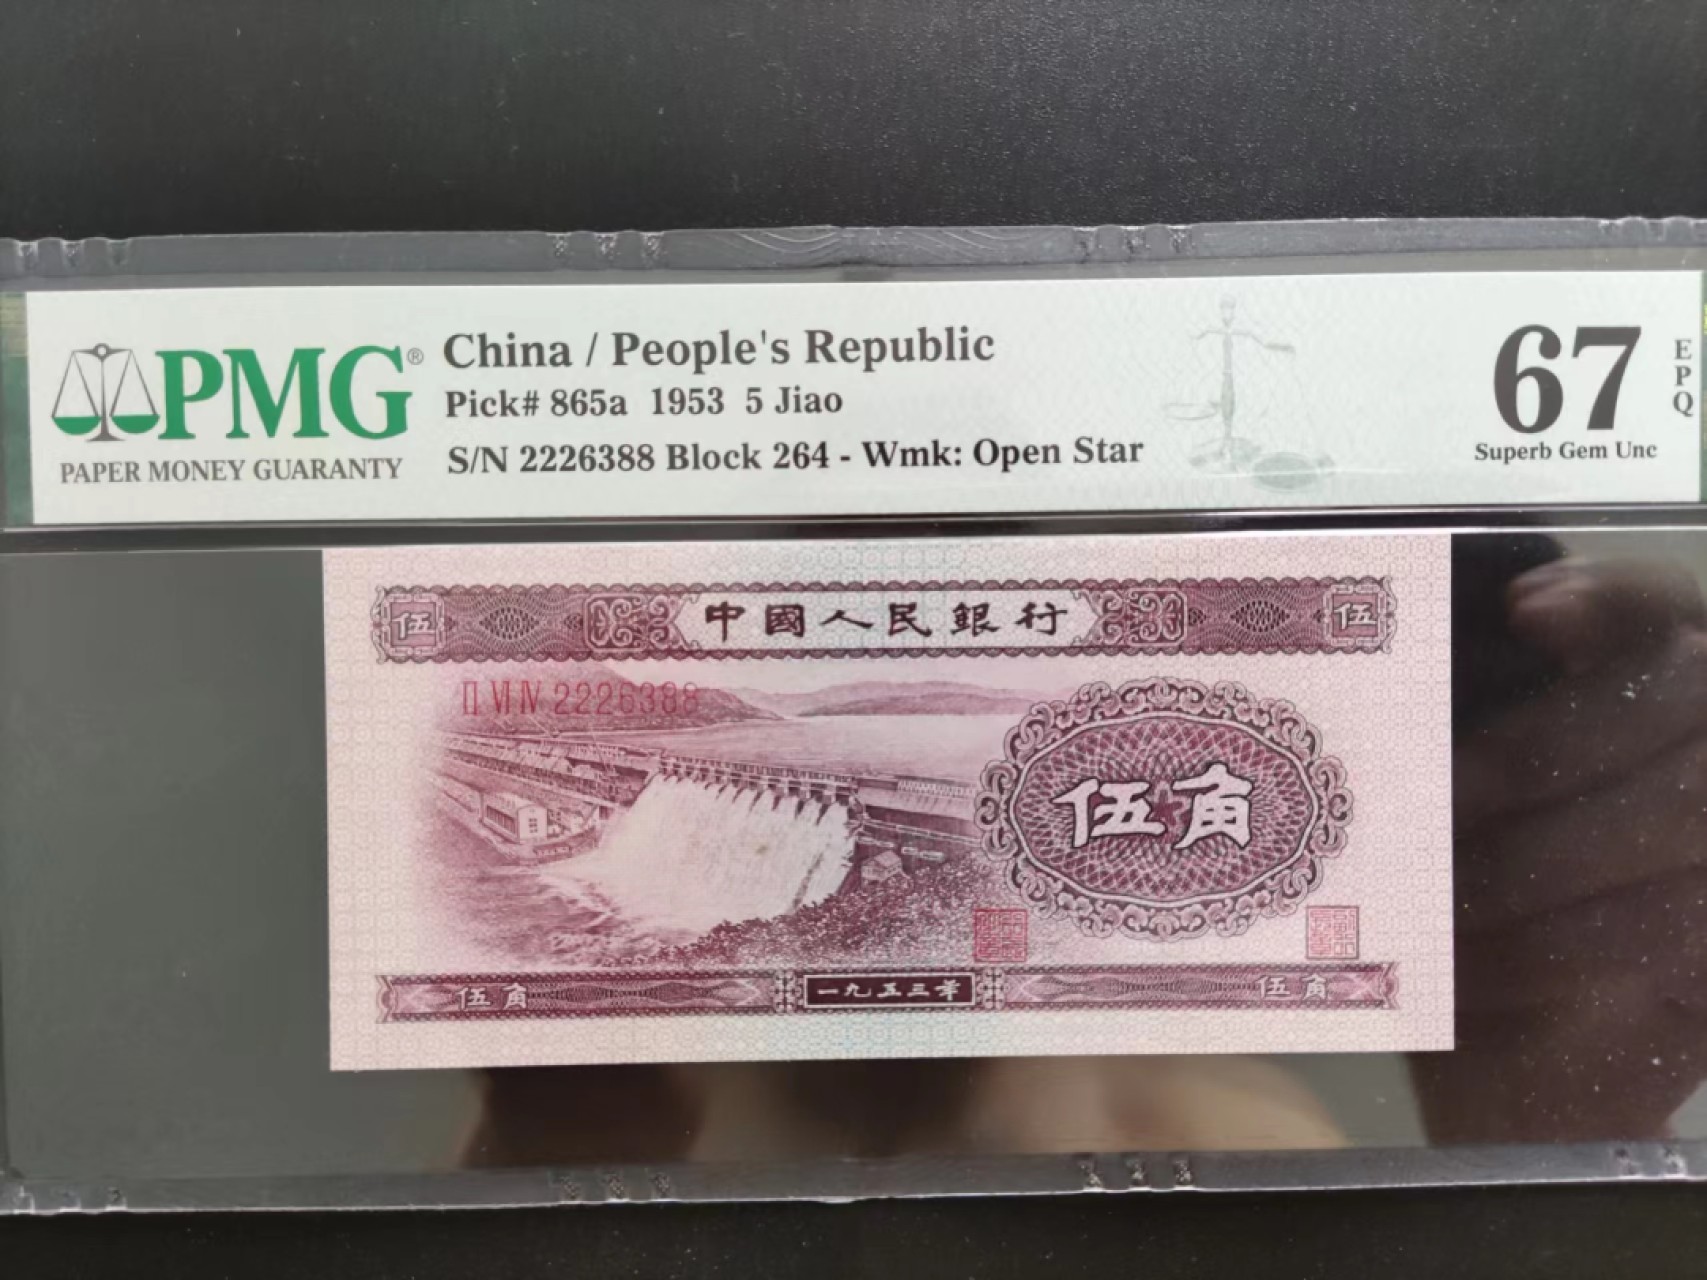 PMG®
PAPER MONEY GUARANTY
China / People's Republic
Pick# 865a 1953 5 Jiao
S/N 2226388 Block 264 - Wmk: Open Star
67
EPQ
Superb Gem Unc
伍 中國人民銀行 伍
II VI IV 2226388
伍角
伍角 一九五三年 伍角